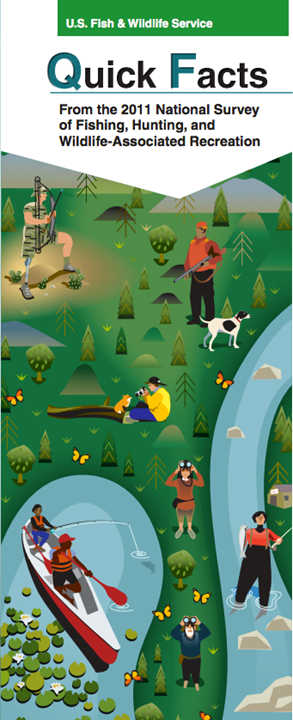 U.S. Fish & Wildlife Service
Quick Facts
From the 2011 National Survey
of Fishing, Hunting, and
Wildlife-Associated Recreation